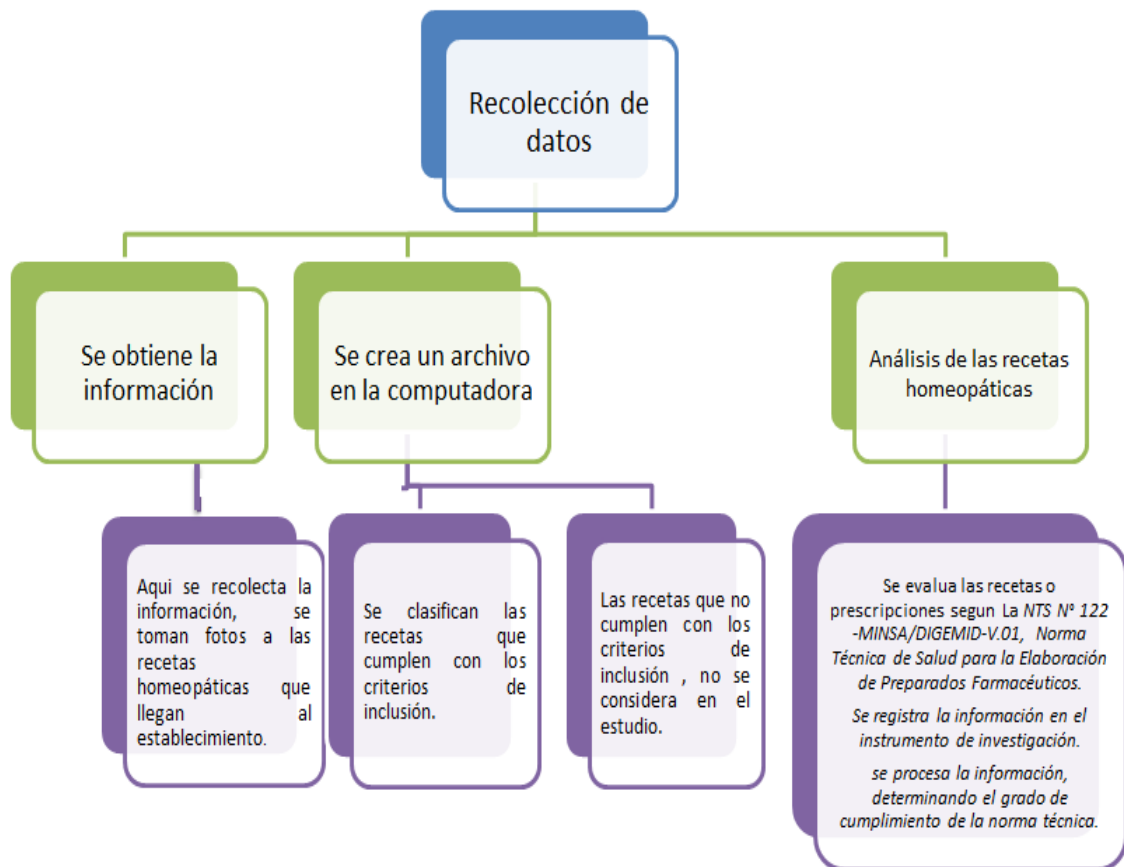 Recolección de
datos
Se obtiene la
información
Se crea un archivo
en la computadora
Análisis de las recetas
homeopáticas
Aqui se recolecta la
información, se
toman fotos a las
recetas
homeopáticas que
llegan al
establecimiento.
Se clasifican las
recetas que
cumplen con los
criterios de
inclusión.
Las recetas que no
cumplen con los
criterios de
inclusión , no se
considera en el
estudio.
Se evalua las recetas o
prescripciones segun La NTS Nº 122
-MINSA/DIGEMID-V.01, Norma
Técnica de Salud para la Elaboración
de Preparados Farmacéuticos.
Se registra la información en el
instrumento de investigación.
se procesa la información,
determinando el grado de
cumplimiento de la norma técnica.